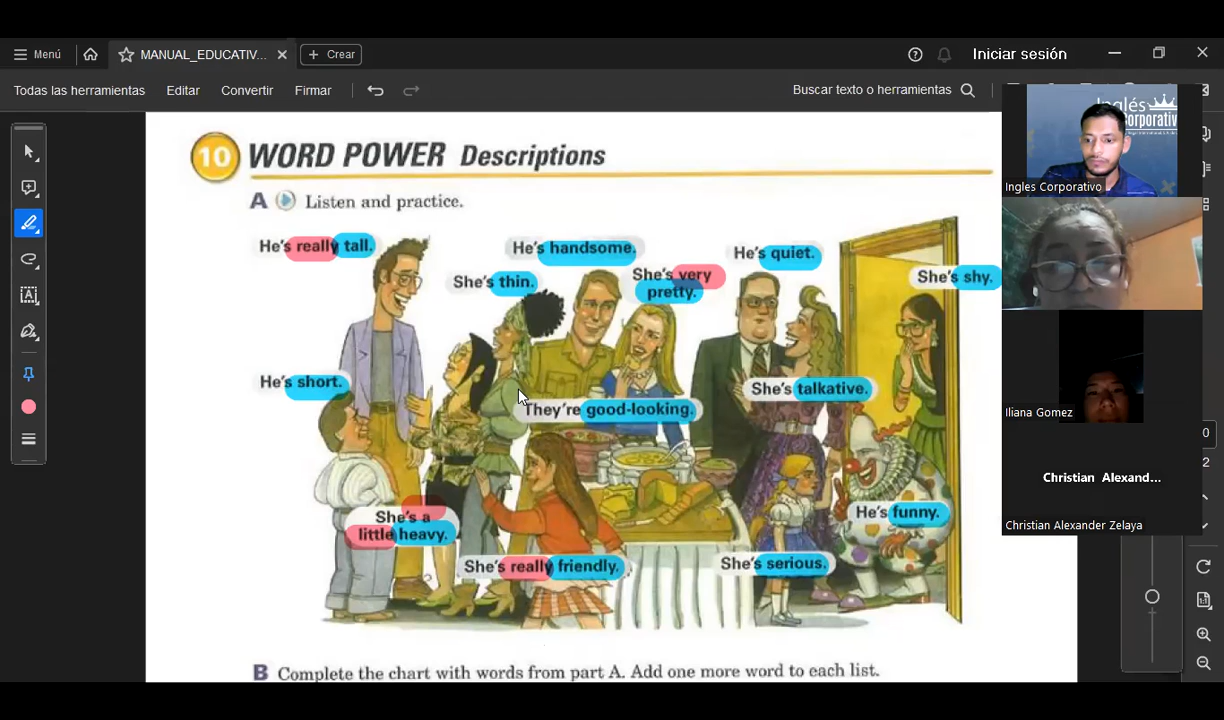 Menú
MANUAL_EDUCATIV...
Crear
Iniciar sesión
Todas las herramientas
Editar
Convertir
Firmar
Buscar texto o herramientas
10 WORD POWER Descriptions
A Listen and practice.
He's really tall.
He's handsome.
He's quiet.
She's thin.
She's very
pretty.
She's shy.
He's short.
She's talkative.
They're good-looking.
She's a
little heavy.
He's funny.
She's really friendly.
She's serious.
B Complete the chart with words from part A. Add one more word to each list.
Inglés
Ingles Corporativo
Iliana Gomez
Christian Alexand...
Christian Alexander Zelaya